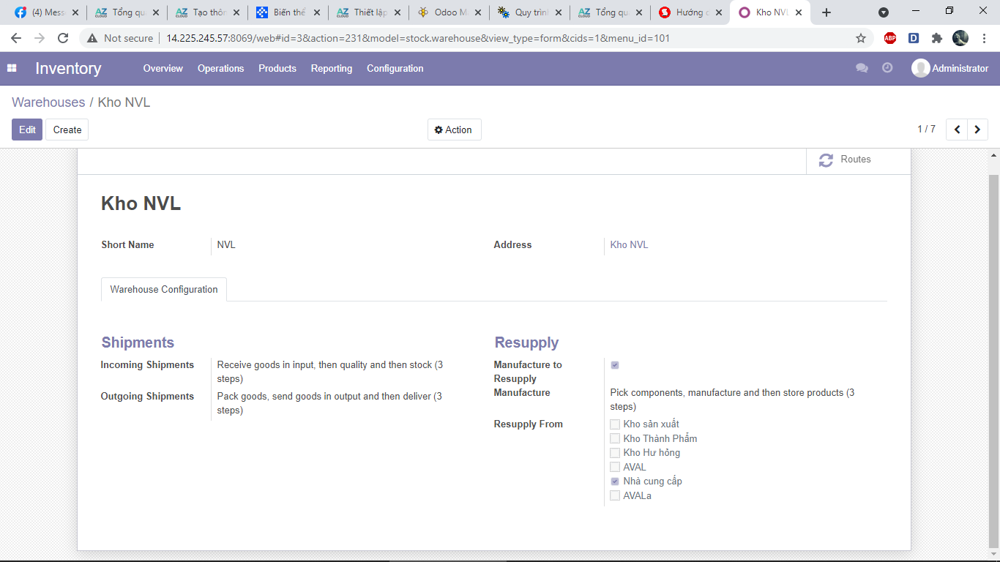 (4) Mess
Tổng qu
Tạo thôn
Biến thể
Thiết lập
Odoo M
Quy trình
Tổng qu
Hướng
Kho NVL
Not secure
14.225.245.57:8069/web#id=3&action=231&model=stock.warehouse&view_type=form&cids=1&menu_id=101
ABP
D
Inventory
Overview
Operations
Products
Reporting
Configuration
Administrator
Warehouses / Kho NVL
Edit
Create
Action
1 / 7
Routes
Kho NVL
Short Name
NVL
Address
Kho NVL
Warehouse Configuration
Shipments
Incoming Shipments
Receive goods in input, then quality and then stock (3
steps)
Outgoing Shipments
Pack goods, send goods in output and then deliver (3
steps)
Resupply
Manufacture to
Resupply
Manufacture
Pick components, manufacture and then store products (3
steps)
Resupply From
Kho sản xuất
Kho Thành Phẩm
Kho Hư hỏng
AVAL
Nhà cung cấp
AVALa